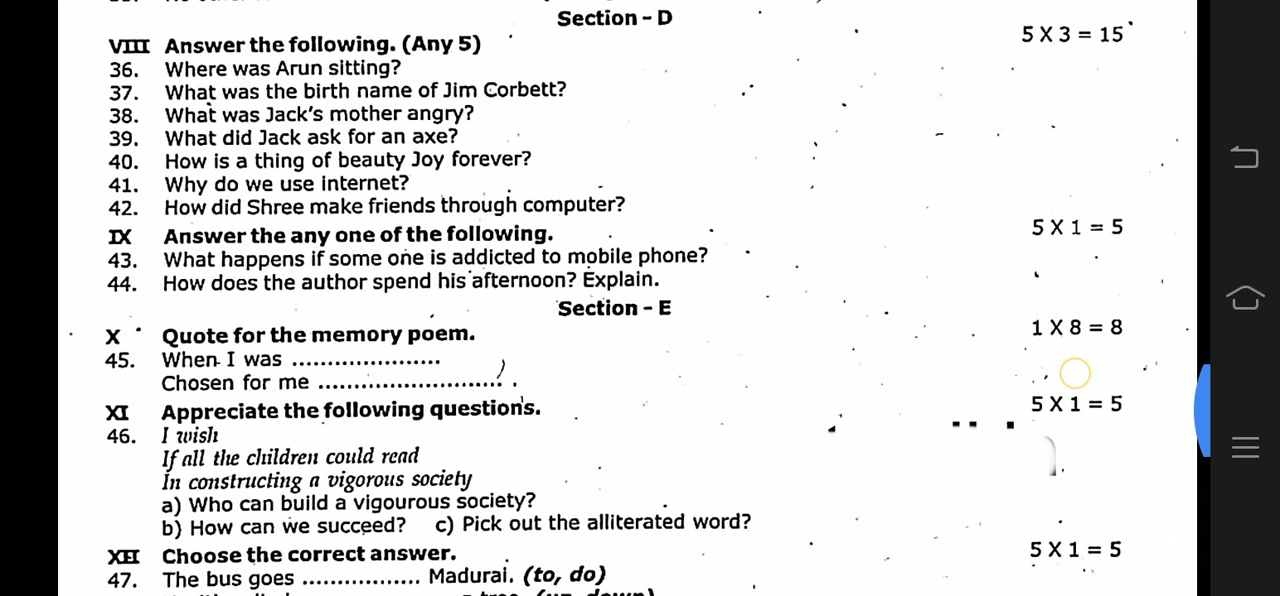 Section - D
VIII Answer the following. (Any 5) 5 X 3 = 15
36. Where was Arun sitting?
37. What was the birth name of Jim Corbett?
38. What was Jack's mother angry?
39. What did Jack ask for an axe?
40. How is a thing of beauty Joy forever?
41. Why do we use internet?
42. How did Shree make friends through computer?
IX Answer the any one of the following. 5 X 1 = 5
43. What happens if some one is addicted to mobile phone?
44. How does the author spend his afternoon? Explain.
Section - E
X Quote for the memory poem. 1 X 8 = 8
45. When I was .....................
Chosen for me ..........................
XI Appreciate the following questions. 5 X 1 = 5
46. I wish
If all the children could read
In constructing a vigorous society
a) Who can build a vigourous society?
b) How can we succeed? c) Pick out the alliterated word?
XII Choose the correct answer. 5 X 1 = 5
47. The bus goes ................. Madurai. (to, do)